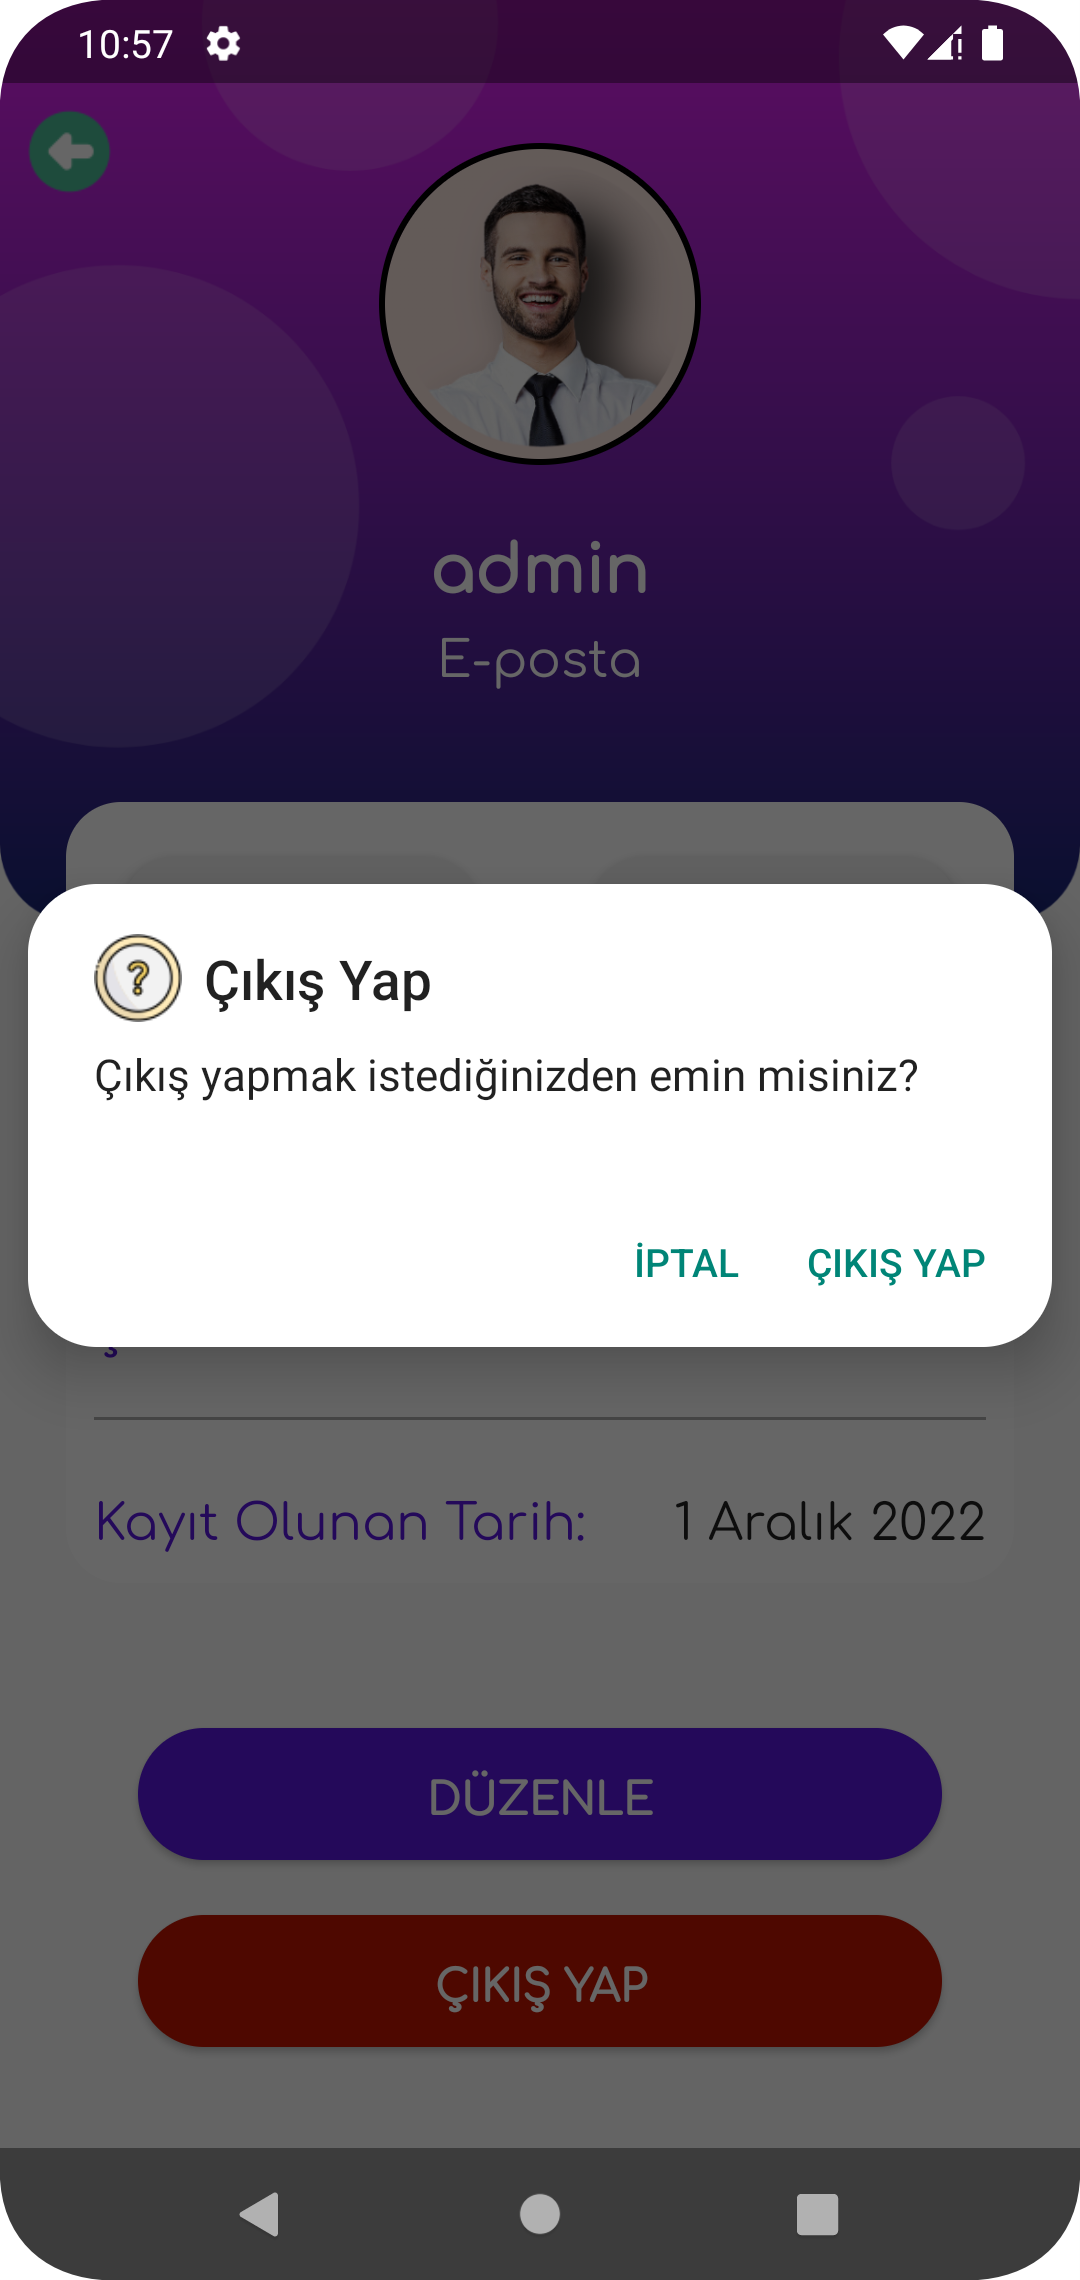 10:57
admin
E-posta
Çıkış Yap
Çıkış yapmak istediğinizden emin misiniz?
İPTAL ÇIKIŞ YAP
Kayıt Olunan Tarih: 1 Aralık 2022
DÜZENLE
ÇIKIŞ YAP